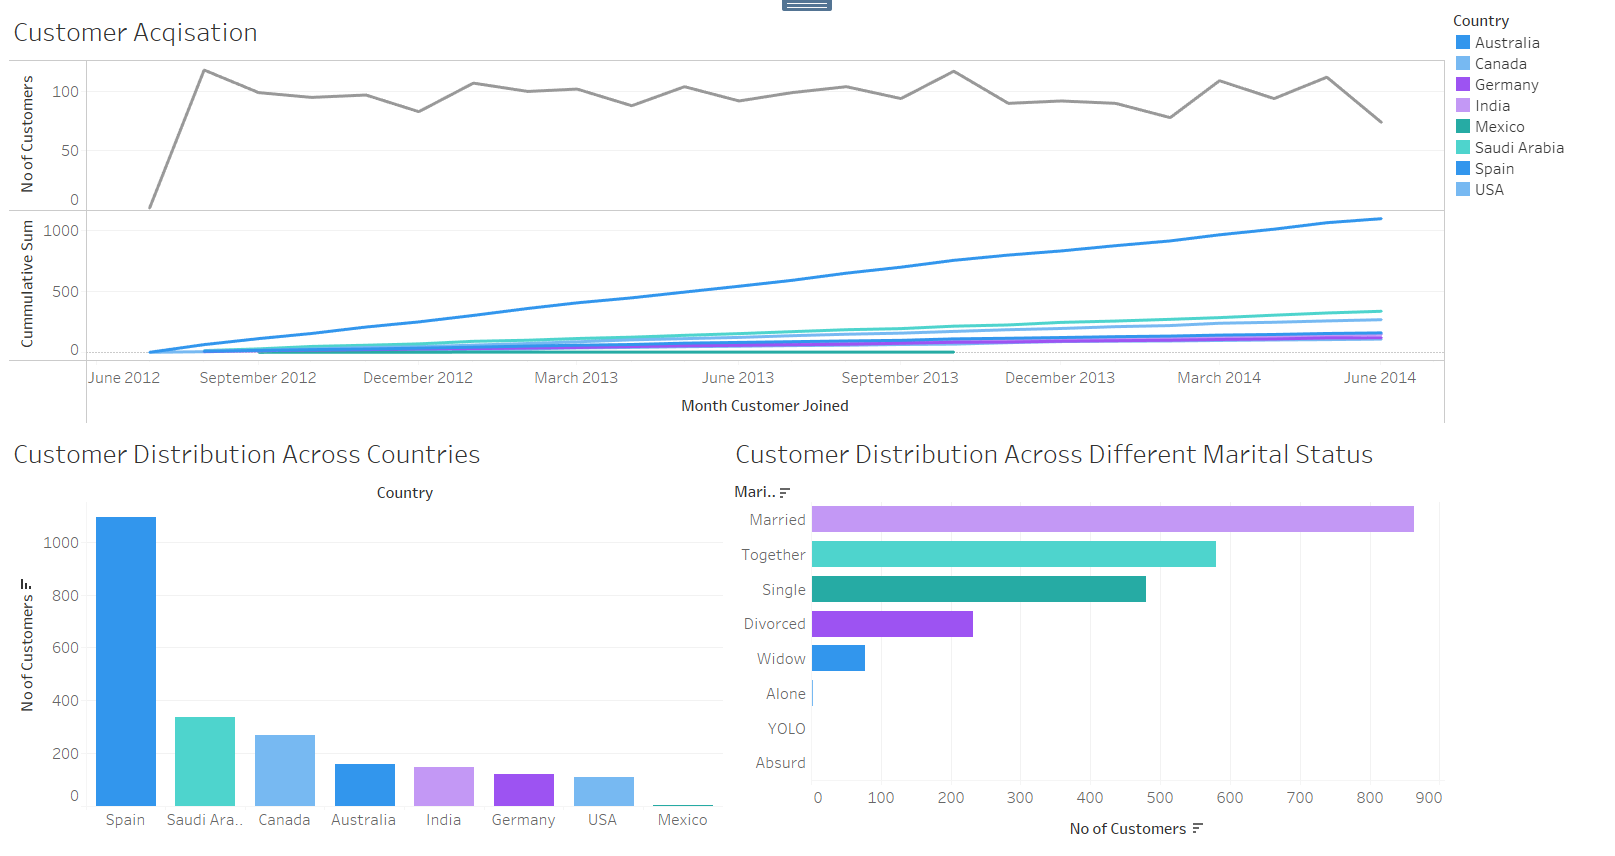 Customer Acqisation
No of Customers
100
50
0
Cummulative Sum
1000
500
0
June 2012 September 2012 December 2012 March 2013 June 2013 September 2013 December 2013 March 2014 June 2014
Month Customer Joined
Country
Australia
Canada
Germany
India
Mexico
Saudi Arabia
Spain
USA
Customer Distribution Across Countries
Country
No of Customers
1000
800
600
400
200
0
Spain Saudi Ara.. Canada Australia India Germany USA Mexico
Customer Distribution Across Different Marital Status
Mari..
Married
Together
Single
Divorced
Widow
Alone
YOLO
Absurd
0 100 200 300 400 500 600 700 800 900
No of Customers